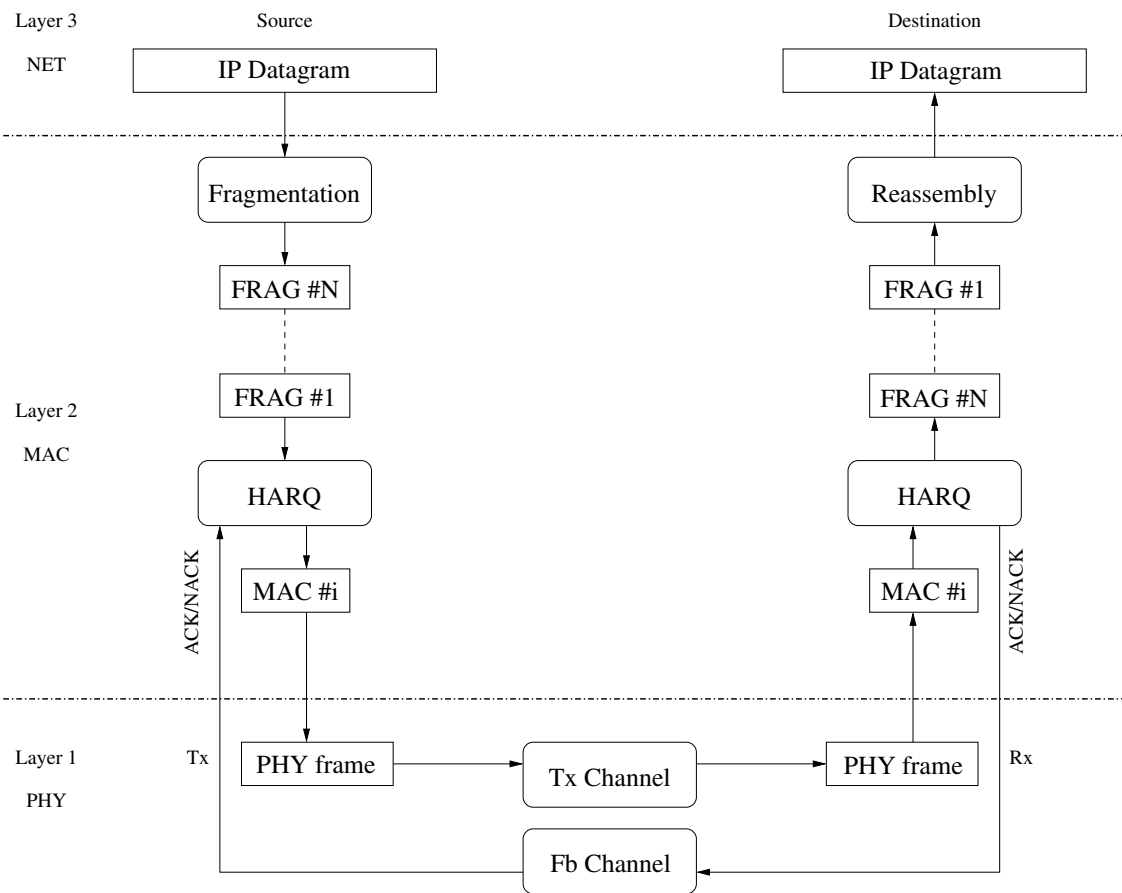 Layer 3
Source
Destination
NET
IP Datagram
IP Datagram
Fragmentation
Reassembly
FRAG #N
FRAG #1
FRAG #1
FRAG #N
Layer 2
MAC
HARQ
HARQ
ACK/NACK
MAC #i
MAC #i
ACK/NACK
Layer 1
PHY
Tx
PHY frame
Tx Channel
PHY frame
Rx
Fb Channel